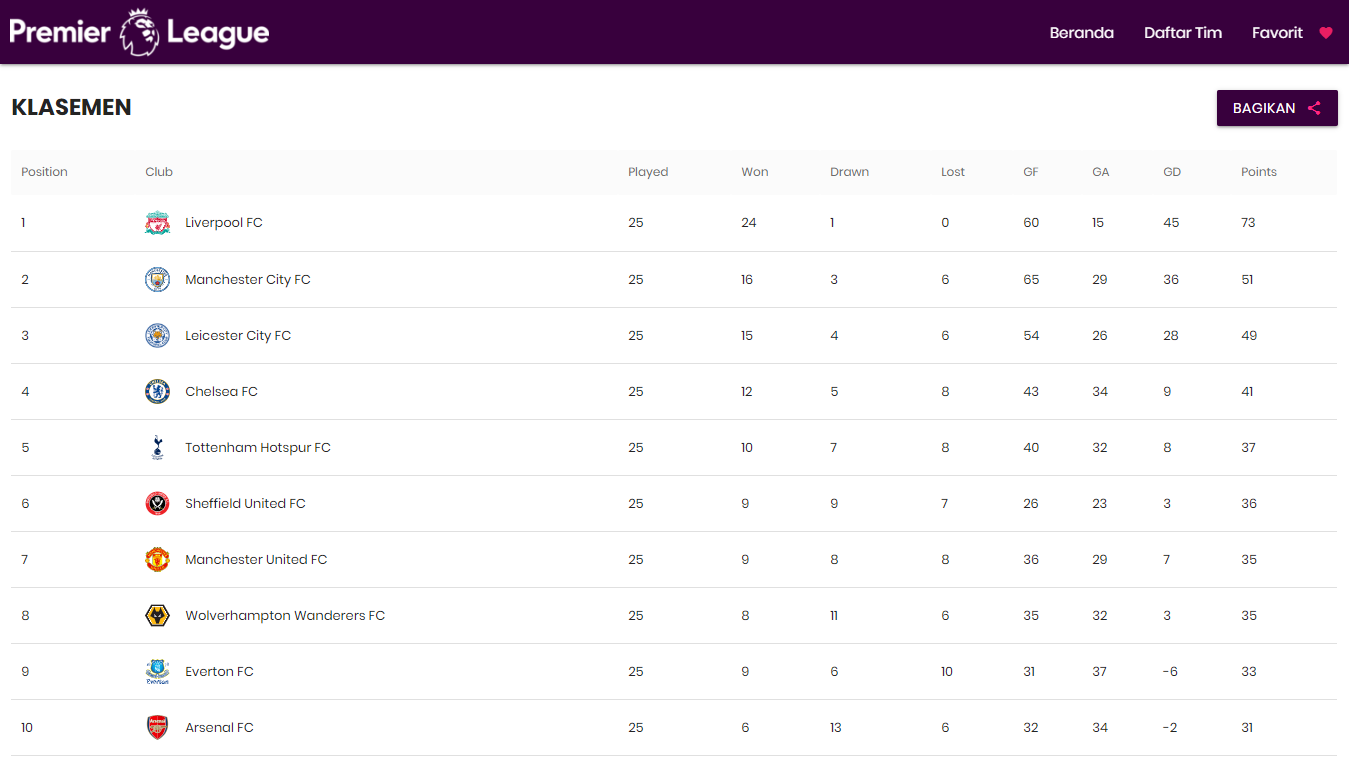 Premier League Beranda Daftar Tim Favorit
KLASEMEN BAGIKAN
Position Club Played Won Drawn Lost GF GA GD Points
1 Liverpool FC 25 24 1 0 60 15 45 73
2 Manchester City FC 25 16 3 6 65 29 36 51
3 Leicester City FC 25 15 4 6 54 26 28 49
4 Chelsea FC 25 12 5 8 43 34 9 41
5 Tottenham Hotspur FC 25 10 7 8 40 32 8 37
6 Sheffield United FC 25 9 9 7 26 23 3 36
7 Manchester United FC 25 9 8 8 36 29 7 35
8 Wolverhampton Wanderers FC 25 8 11 6 35 32 3 35
Everton
9 Everton FC 25 9 6 10 31 37 -6 33
Arsenal
10 Arsenal FC 25 6 13 6 32 34 -2 31